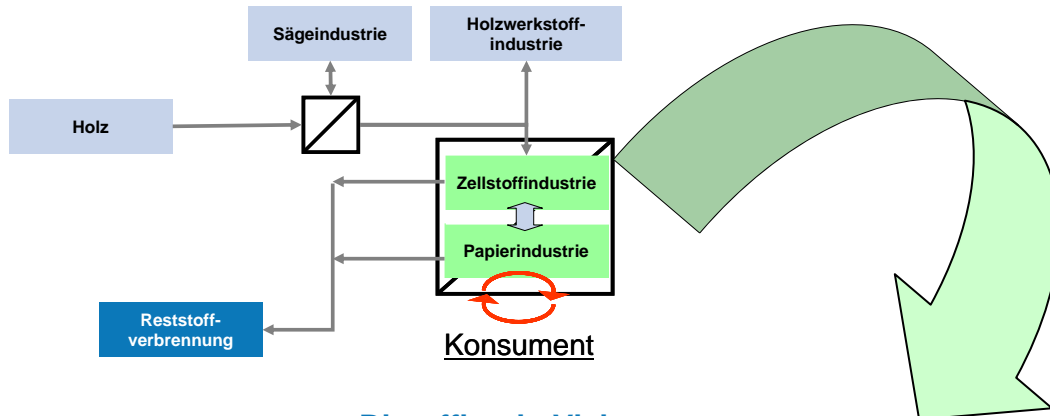 Sägeindustrie
Holzwerkstoff-
industrie
Holz
Zellstoffindustrie
Papierindustrie
Reststoff-
verbrennung
Konsument